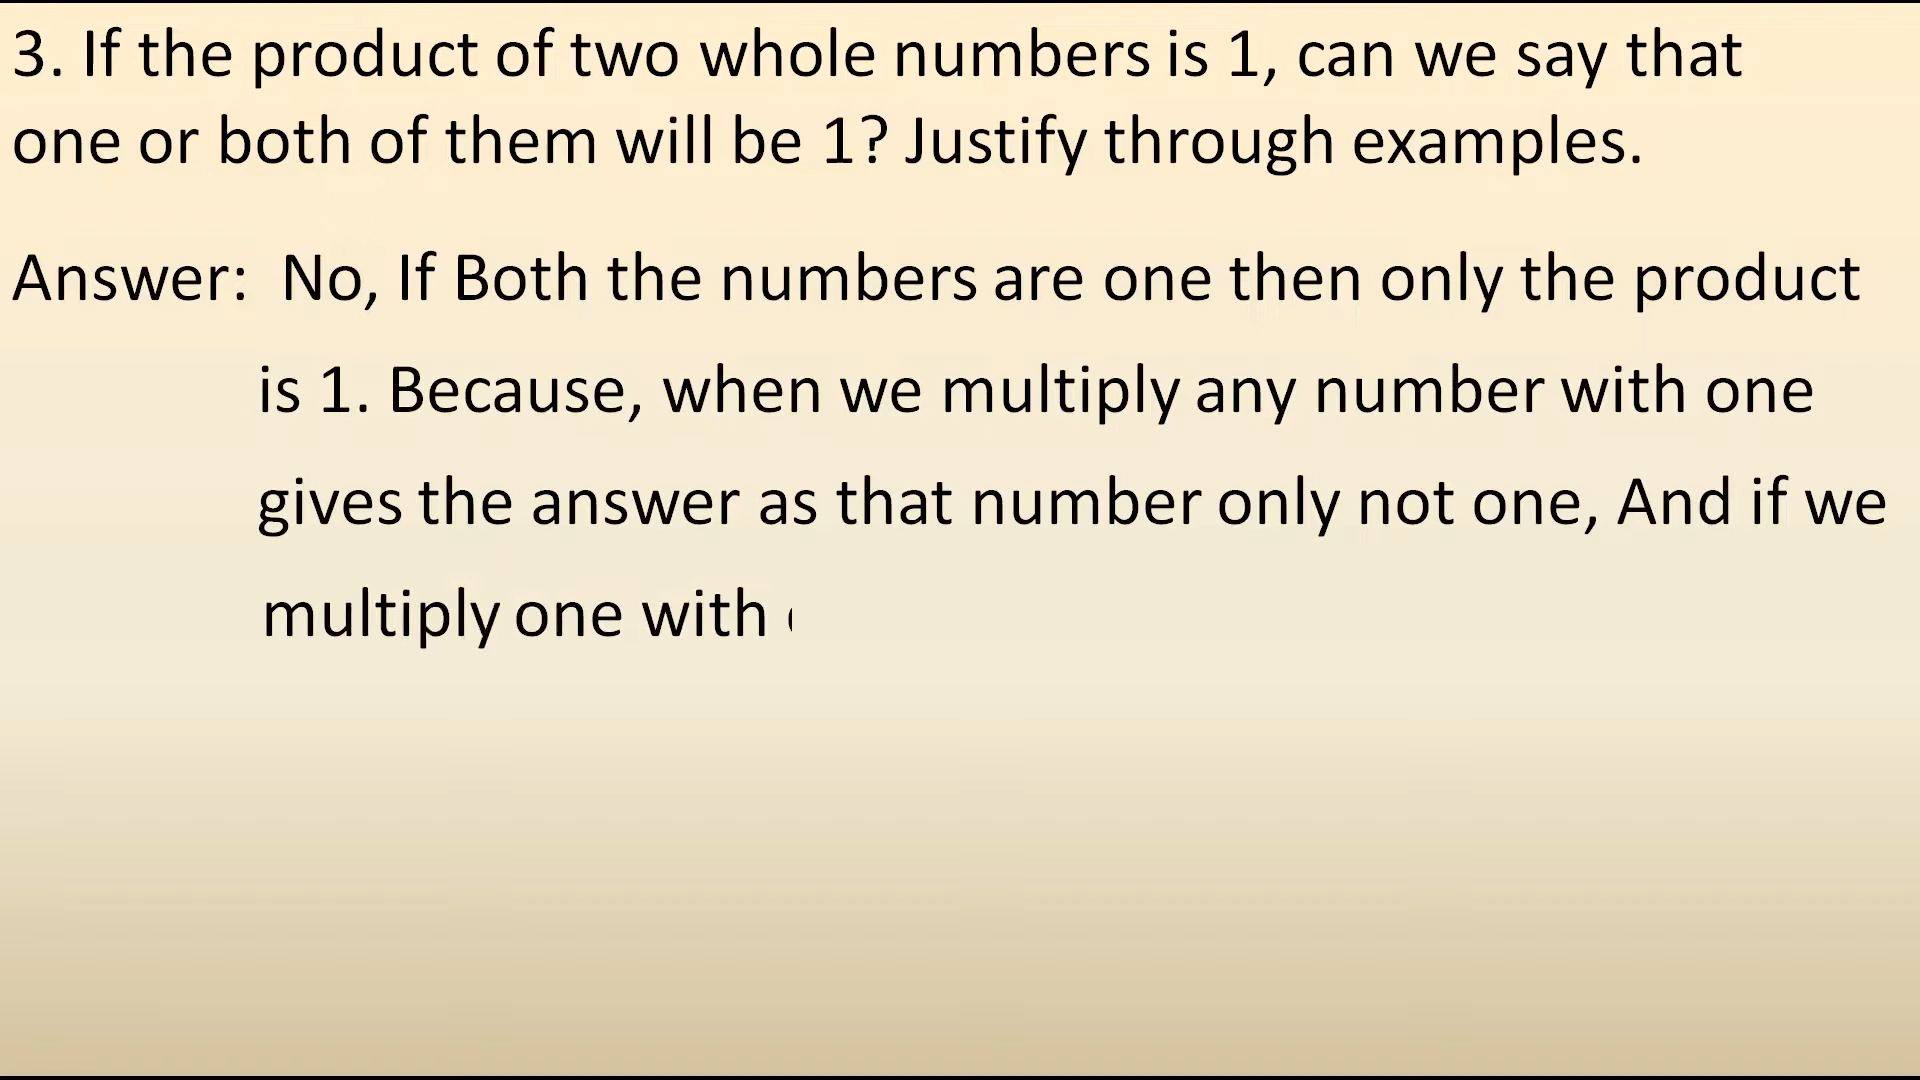 3. If the product of two whole numbers is 1, can we say that
one or both of them will be 1? Justify through examples.
Answer: No, If Both the numbers are one then only the product
is 1. Because, when we multiply any number with one
gives the answer as that number only not one, And if we
multiply one with